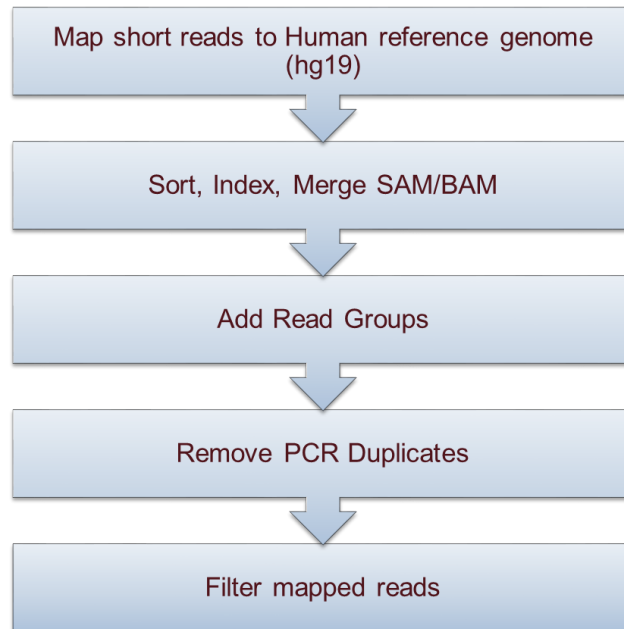 Map short reads to Human reference genome
(hg19)
Sort, Index, Merge SAM/BAM
Add Read Groups
Remove PCR Duplicates
Filter mapped reads